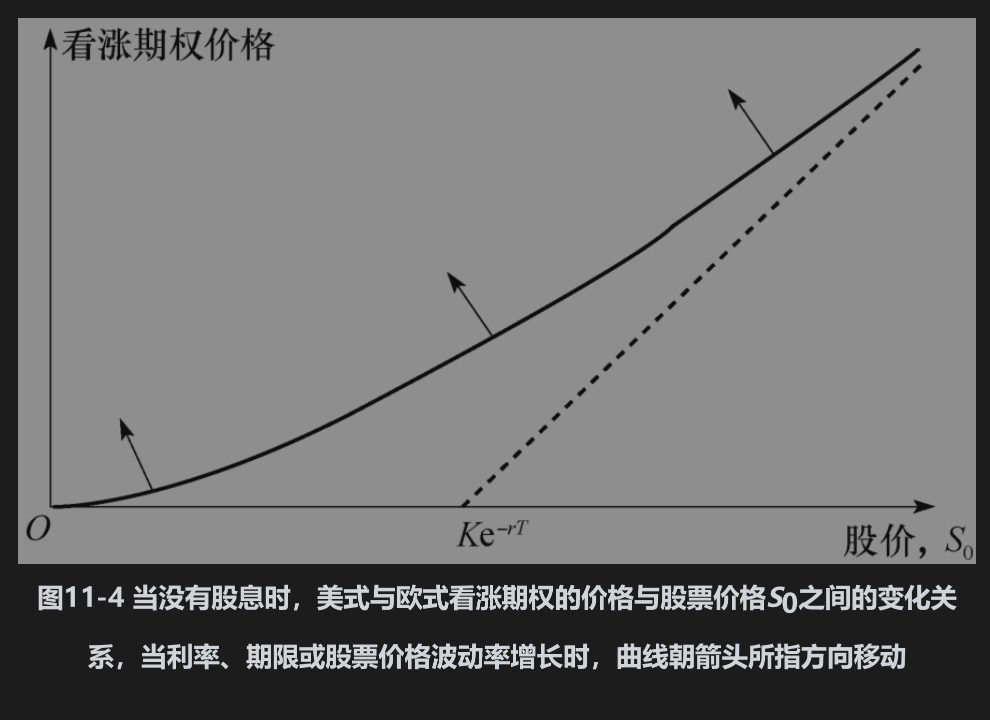 看涨期权价格
O
Ke⁻ʳᵀ
股价，S₀
图11-4 当没有股息时，美式与欧式看涨期权的价格与股票价格S₀之间的变化关
系，当利率、期限或股票价格波动率增长时，曲线朝箭头所指方向移动